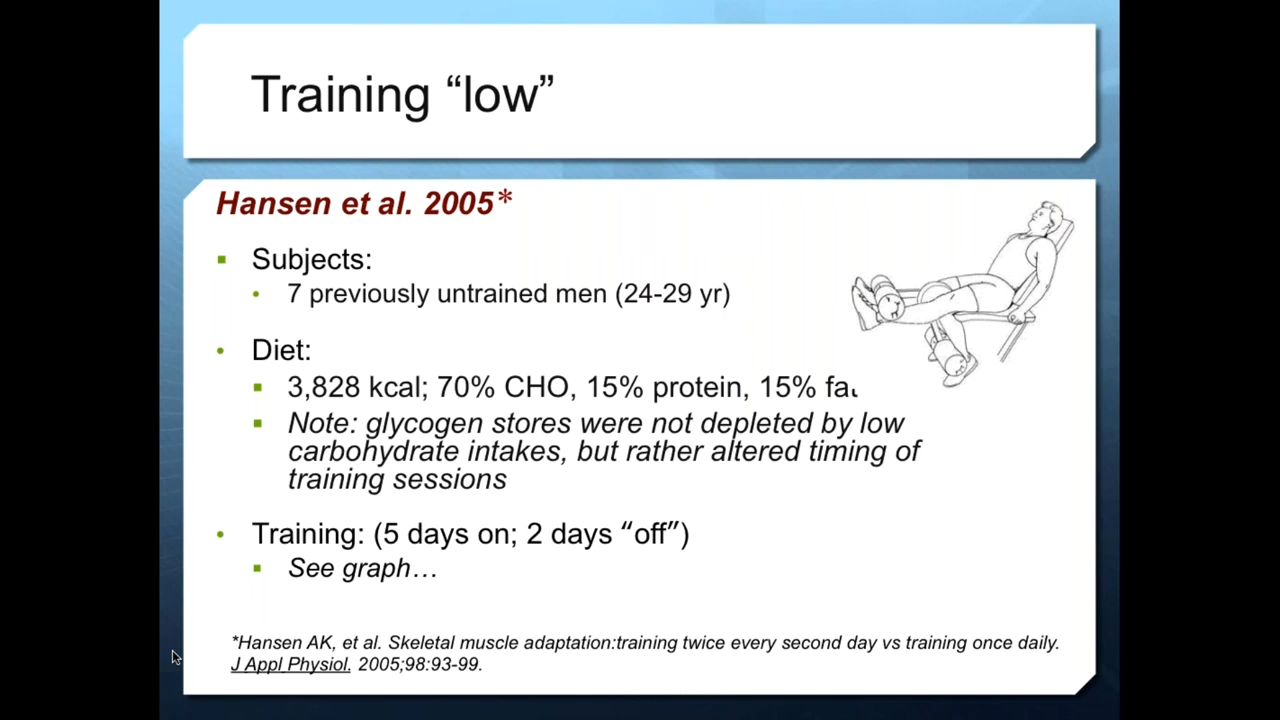 Training “low”
Hansen et al. 2005*
Subjects:
7 previously untrained men (24-29 yr)
Diet:
3,828 kcal; 70% CHO, 15% protein, 15% fat
Note: glycogen stores were not depleted by low
carbohydrate intakes, but rather altered timing of
training sessions
Training: (5 days on; 2 days “off”)
See graph…
*Hansen AK, et al. Skeletal muscle adaptation:training twice every second day vs training once daily.
J Appl Physiol. 2005;98:93-99.